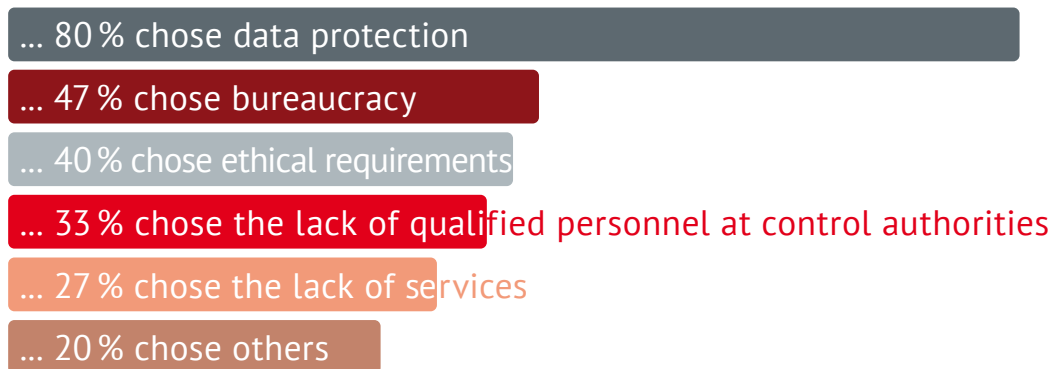 ... 80 % chose data protection
... 47 % chose bureaucracy
... 40 % chose ethical requirements
... 33 % chose the lack of qualified personnel at control authorities
... 27 % chose the lack of services
... 20 % chose others